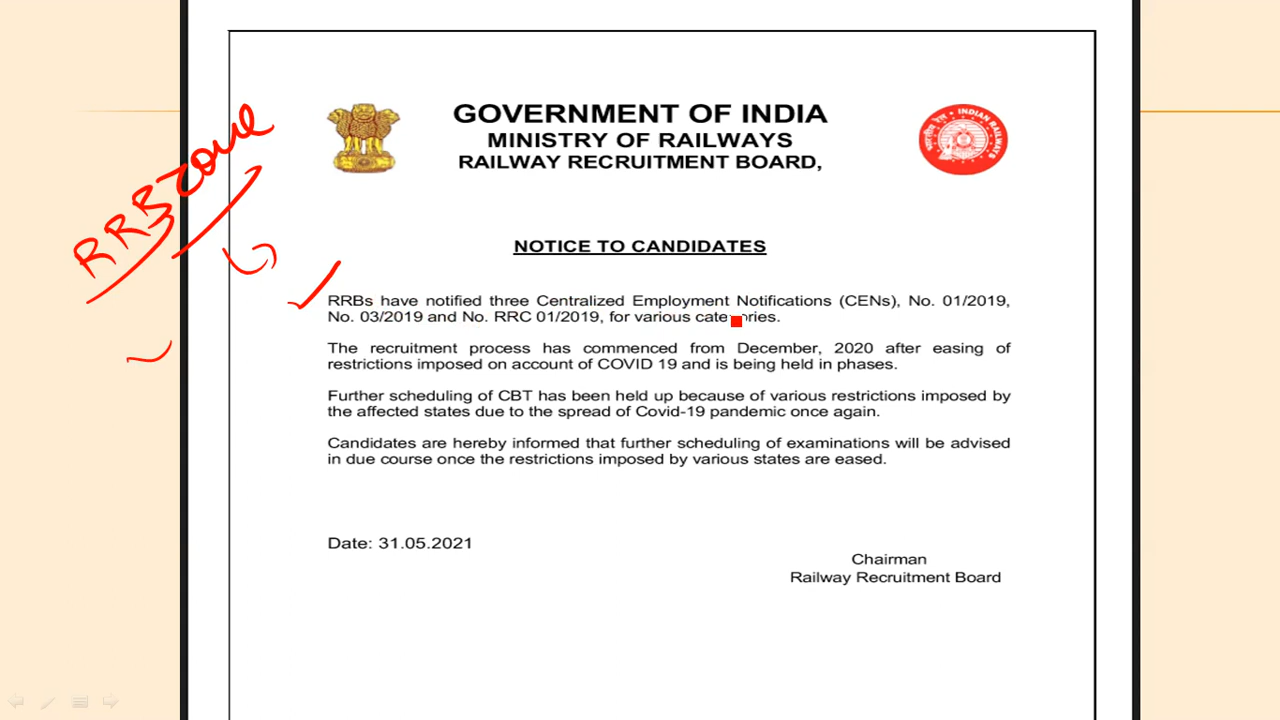 GOVERNMENT OF INDIA
MINISTRY OF RAILWAYS
RAILWAY RECRUITMENT BOARD,
INDIAN RAILWAYS
RRB zone
NOTICE TO CANDIDATES
RRBs have notified three Centralized Employment Notifications (CENs), No. 01/2019,
No. 03/2019 and No. RRC 01/2019, for various categories.
The recruitment process has commenced from December, 2020 after easing of
restrictions imposed on account of COVID 19 and is being held in phases.
Further scheduling of CBT has been held up because of various restrictions imposed by
the affected states due to the spread of Covid-19 pandemic once again.
Candidates are hereby informed that further scheduling of examinations will be advised
in due course once the restrictions imposed by various states are eased.
Date: 31.05.2021
Chairman
Railway Recruitment Board